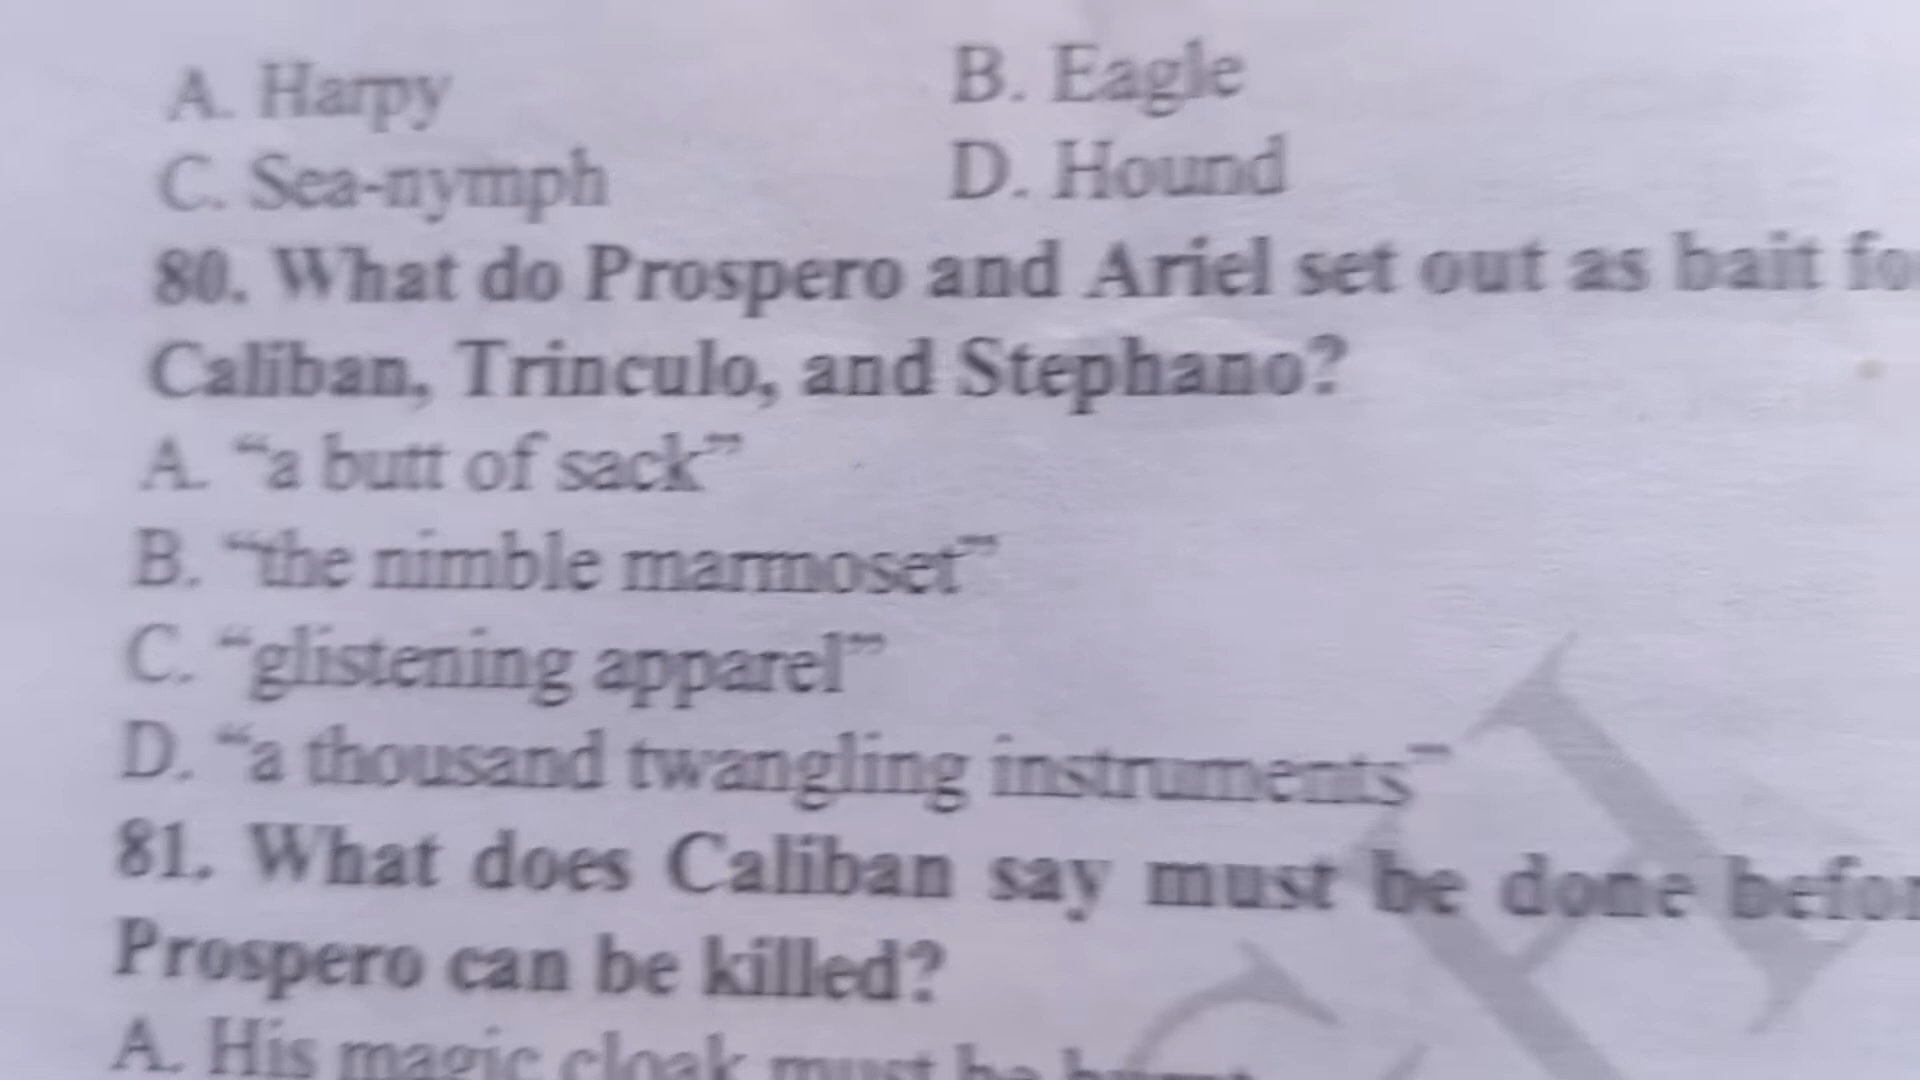 A. Harpy B. Eagle
C. Sea-nymph D. Hound
80. What do Prospero and Ariel set out as bait
Caliban, Trinculo, and Stephano?
A. “a butt of sack”
B. “the nimble marmoset”
C. “glistening apparel”
D. “a thousand twangling instruments”
81. What does Caliban say must be done
Prospero can be killed?
A. His magic cloak must be